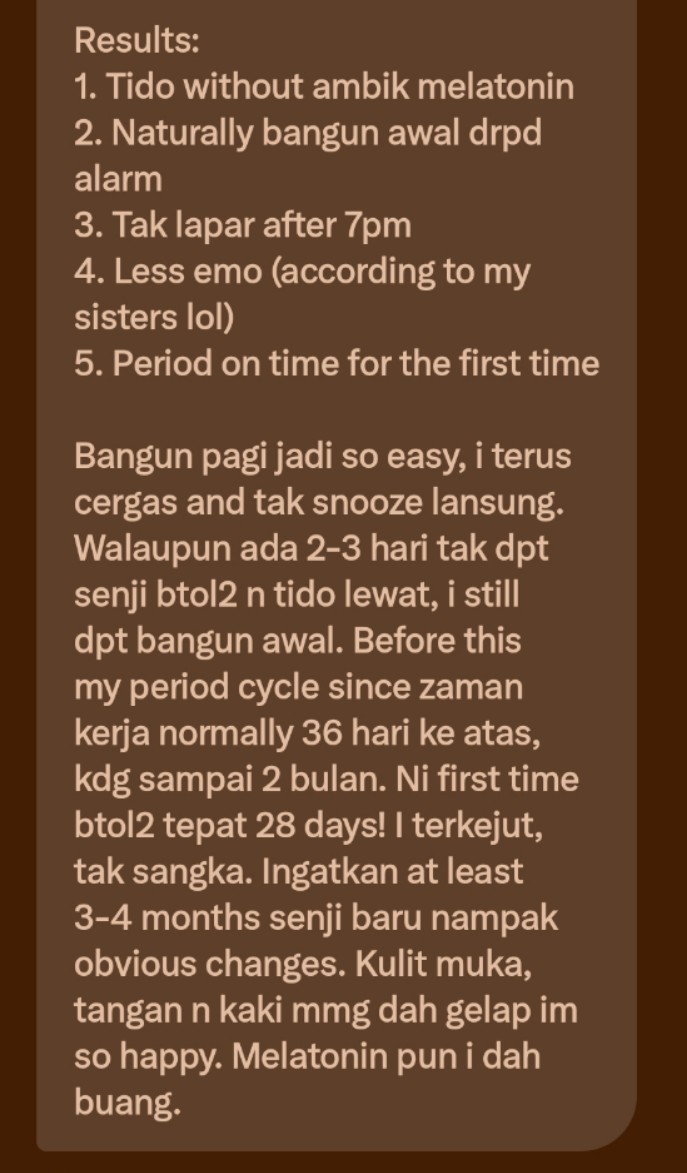 Results:
1. Tido without ambik melatonin
2. Naturally bangun awal drpd
alarm
3. Tak lapar after 7pm
4. Less emo (according to my
sisters lol)
5. Period on time for the first time

Bangun pagi jadi so easy, i terus
cergas and tak snooze lansung.
Walaupun ada 2-3 hari tak dpt
senji btol2 n tido lewat, i still
dpt bangun awal. Before this
my period cycle since zaman
kerja normally 36 hari ke atas,
kdg sampai 2 bulan. Ni first time
btol2 tepat 28 days! I terkejut,
tak sangka. Ingatkan at least
3-4 months senji baru nampak
obvious changes. Kulit muka,
tangan n kaki mmg dah gelap im
so happy. Melatonin pun i dah
buang.